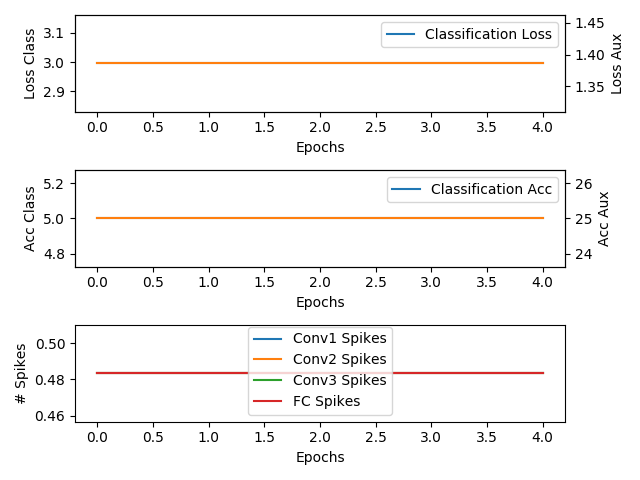 3.1
3.0
2.9
Loss Class
Classification Loss
1.45
1.40
1.35
Loss Aux
0.0 0.5 1.0 1.5 2.0 2.5 3.0 3.5 4.0
Epochs
5.2
5.0
4.8
Acc Class
Classification Acc
26
25
24
Acc Aux
0.0 0.5 1.0 1.5 2.0 2.5 3.0 3.5 4.0
Epochs
0.50
0.48
0.46
# Spikes
Conv1 Spikes
Conv2 Spikes
Conv3 Spikes
FC Spikes
0.0 0.5 1.0 1.5 2.0 2.5 3.0 3.5 4.0
Epochs